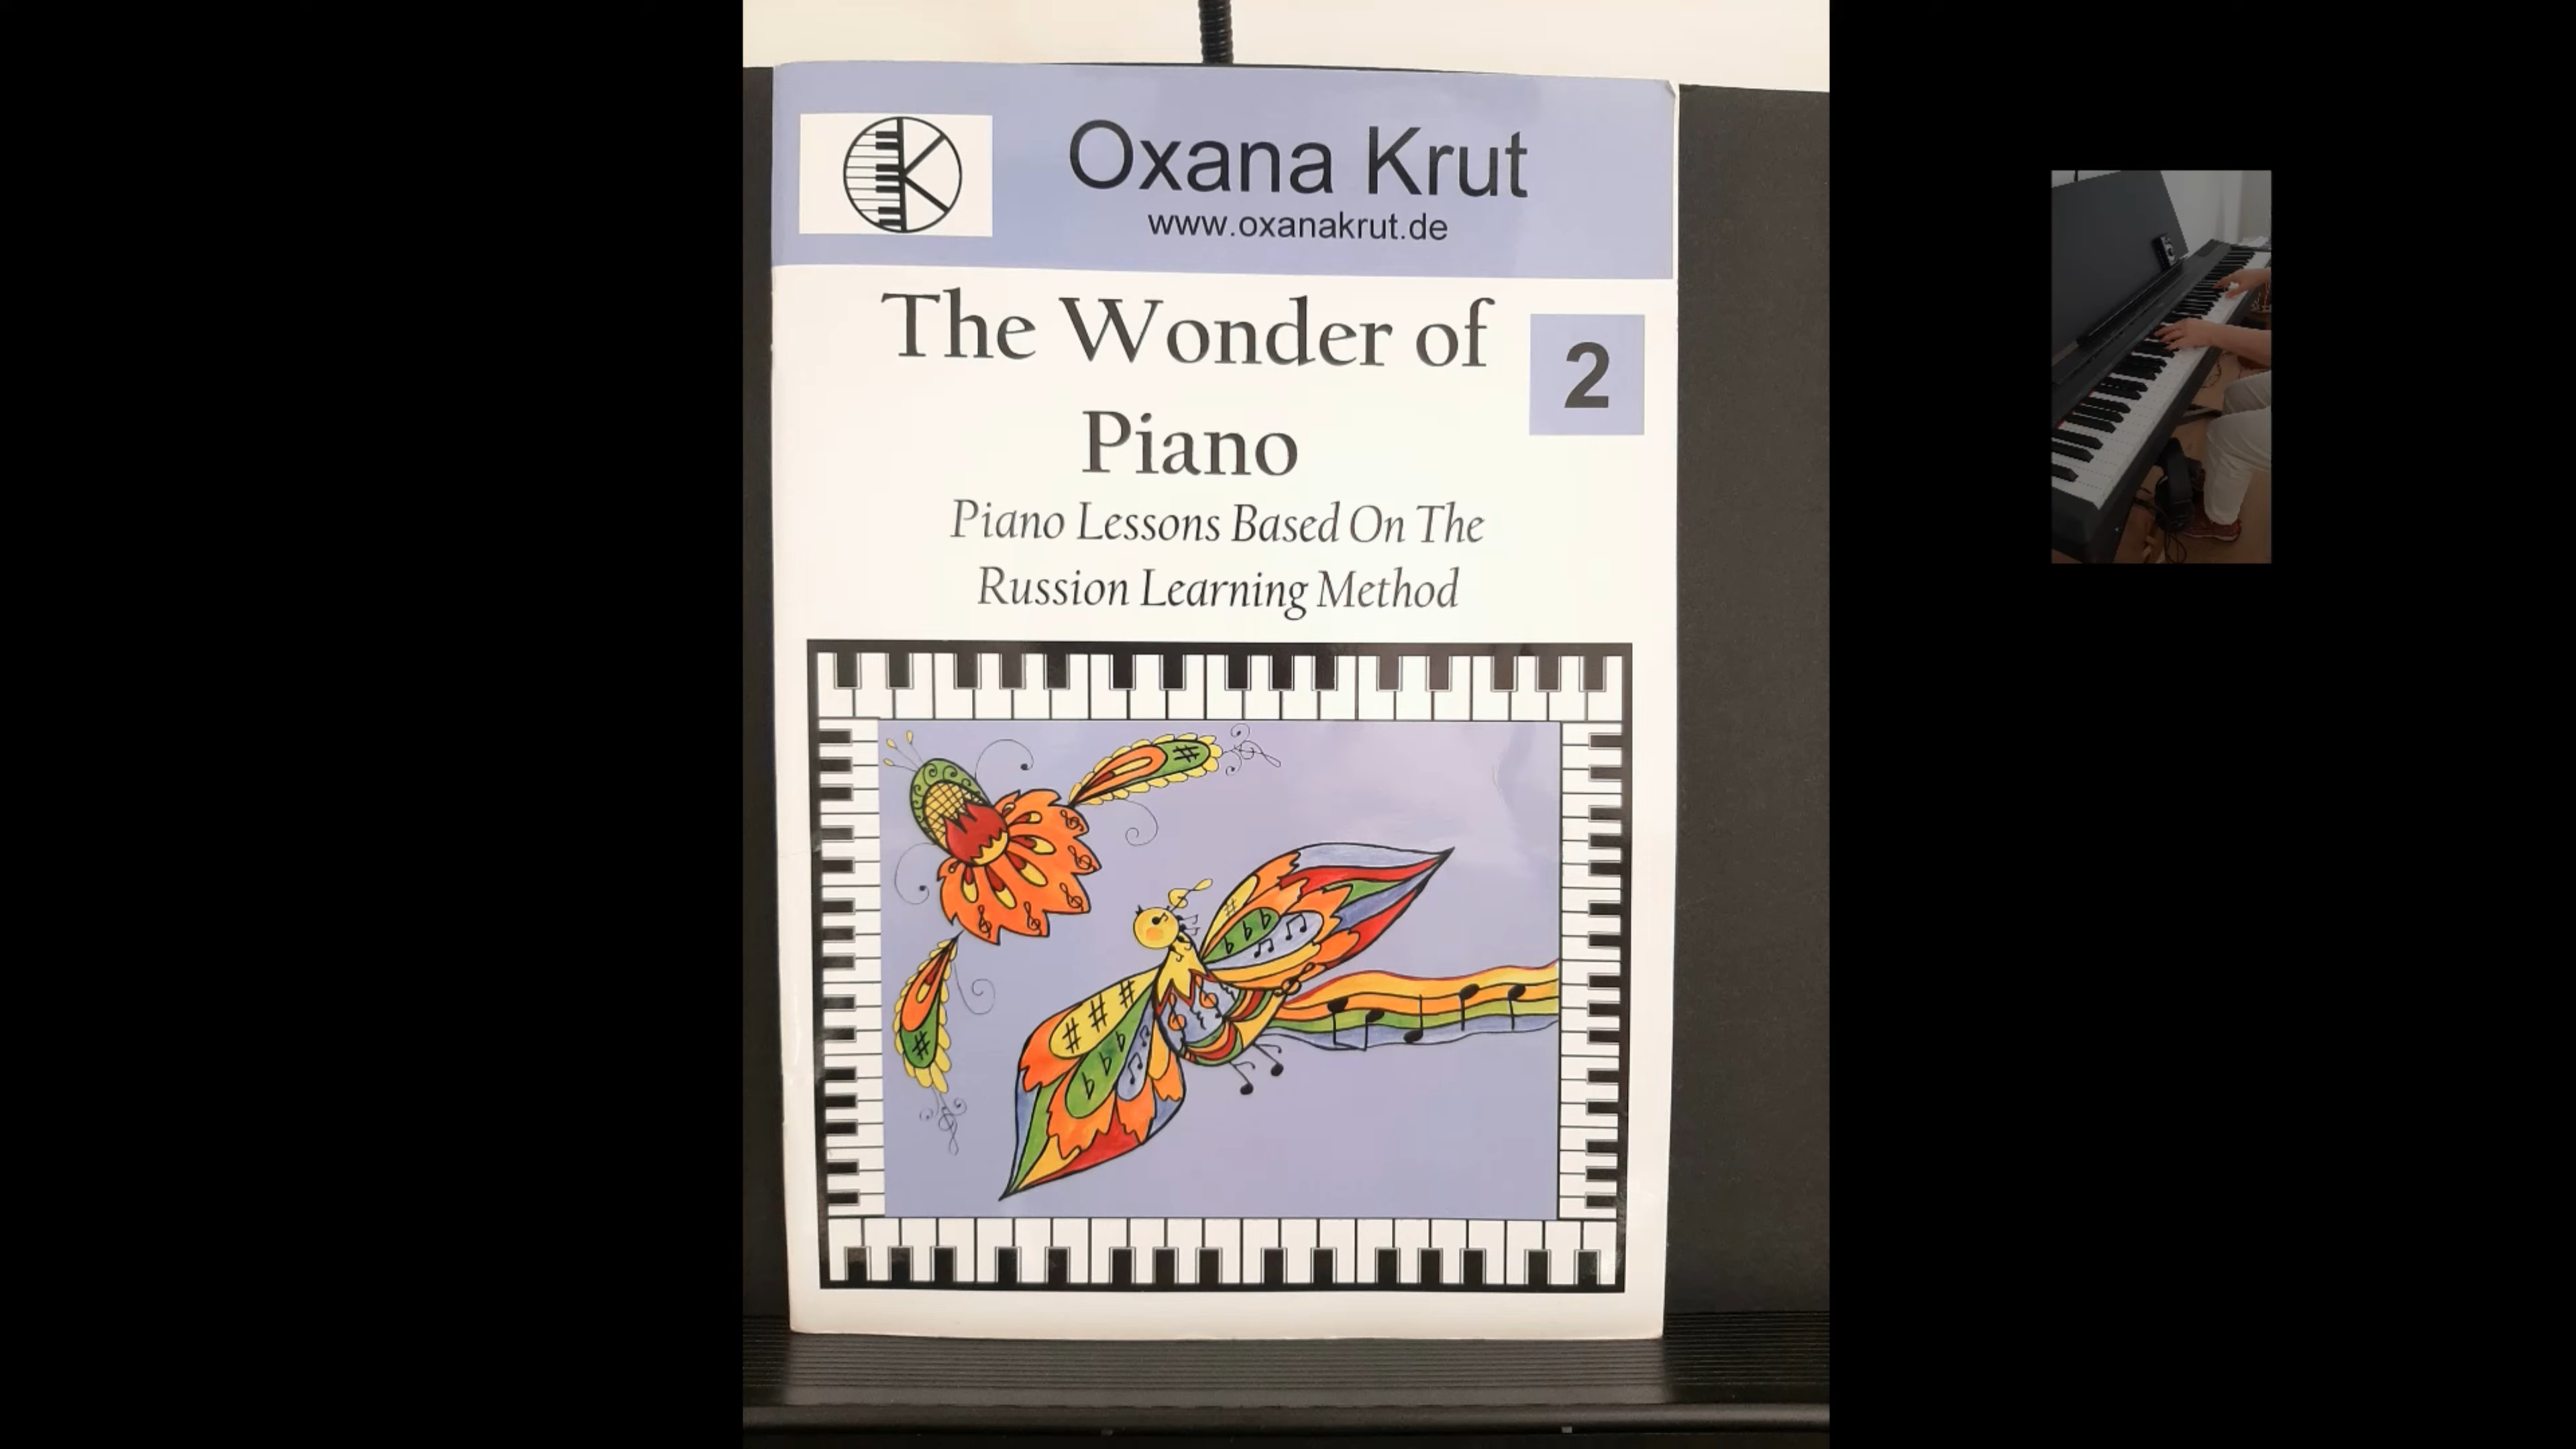 K
Oxana Krut
www.oxanakrut.de
The Wonder of
Piano
2
Piano Lessons Based On The
Russion Learning Method